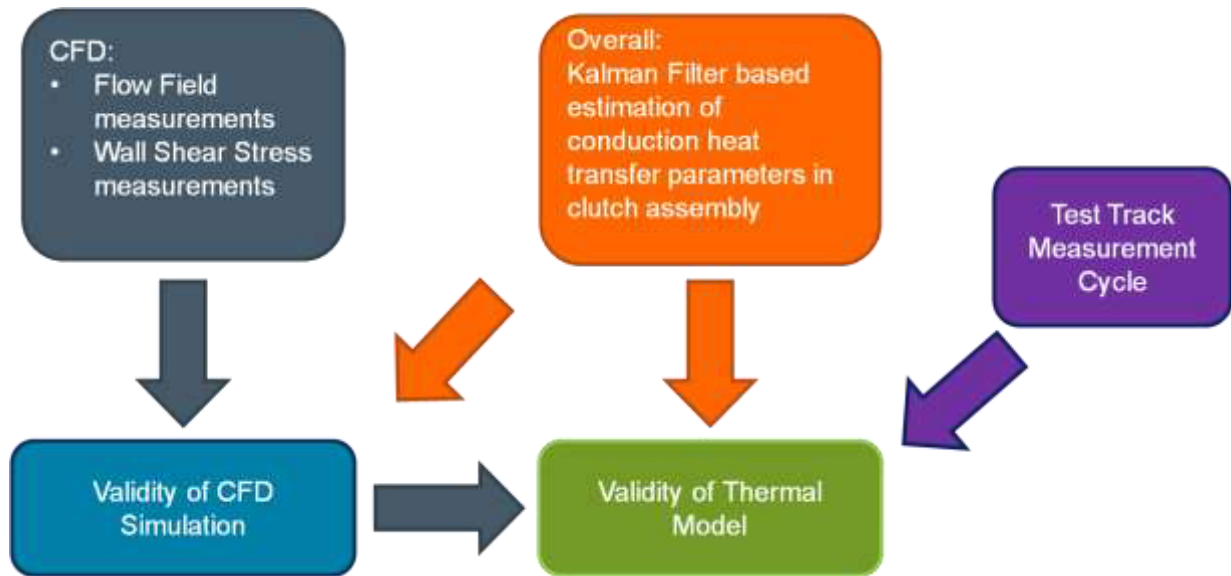 CFD:
• Flow Field
measurements
• Wall Shear Stress
measurements
Overall:
Kalman Filter based
estimation of
conduction heat
transfer parameters in
clutch assembly
Test Track
Measurement
Cycle
Validity of CFD
Simulation
Validity of Thermal
Model